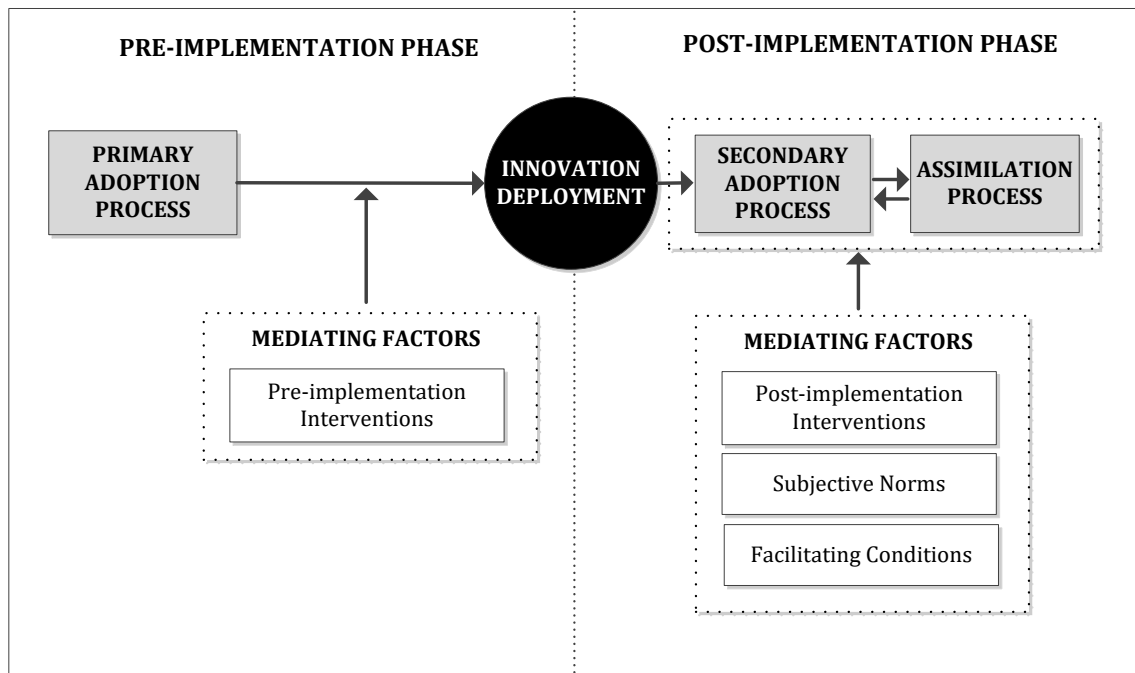 PRE-IMPLEMENTATION PHASE
POST-IMPLEMENTATION PHASE
PRIMARY
ADOPTION
PROCESS
INNOVATION
DEPLOYMENT
SECONDARY
ADOPTION
PROCESS
ASSIMILATION
PROCESS
MEDIATING FACTORS
Pre-implementation
Interventions
MEDIATING FACTORS
Post-implementation
Interventions
Subjective Norms
Facilitating Conditions